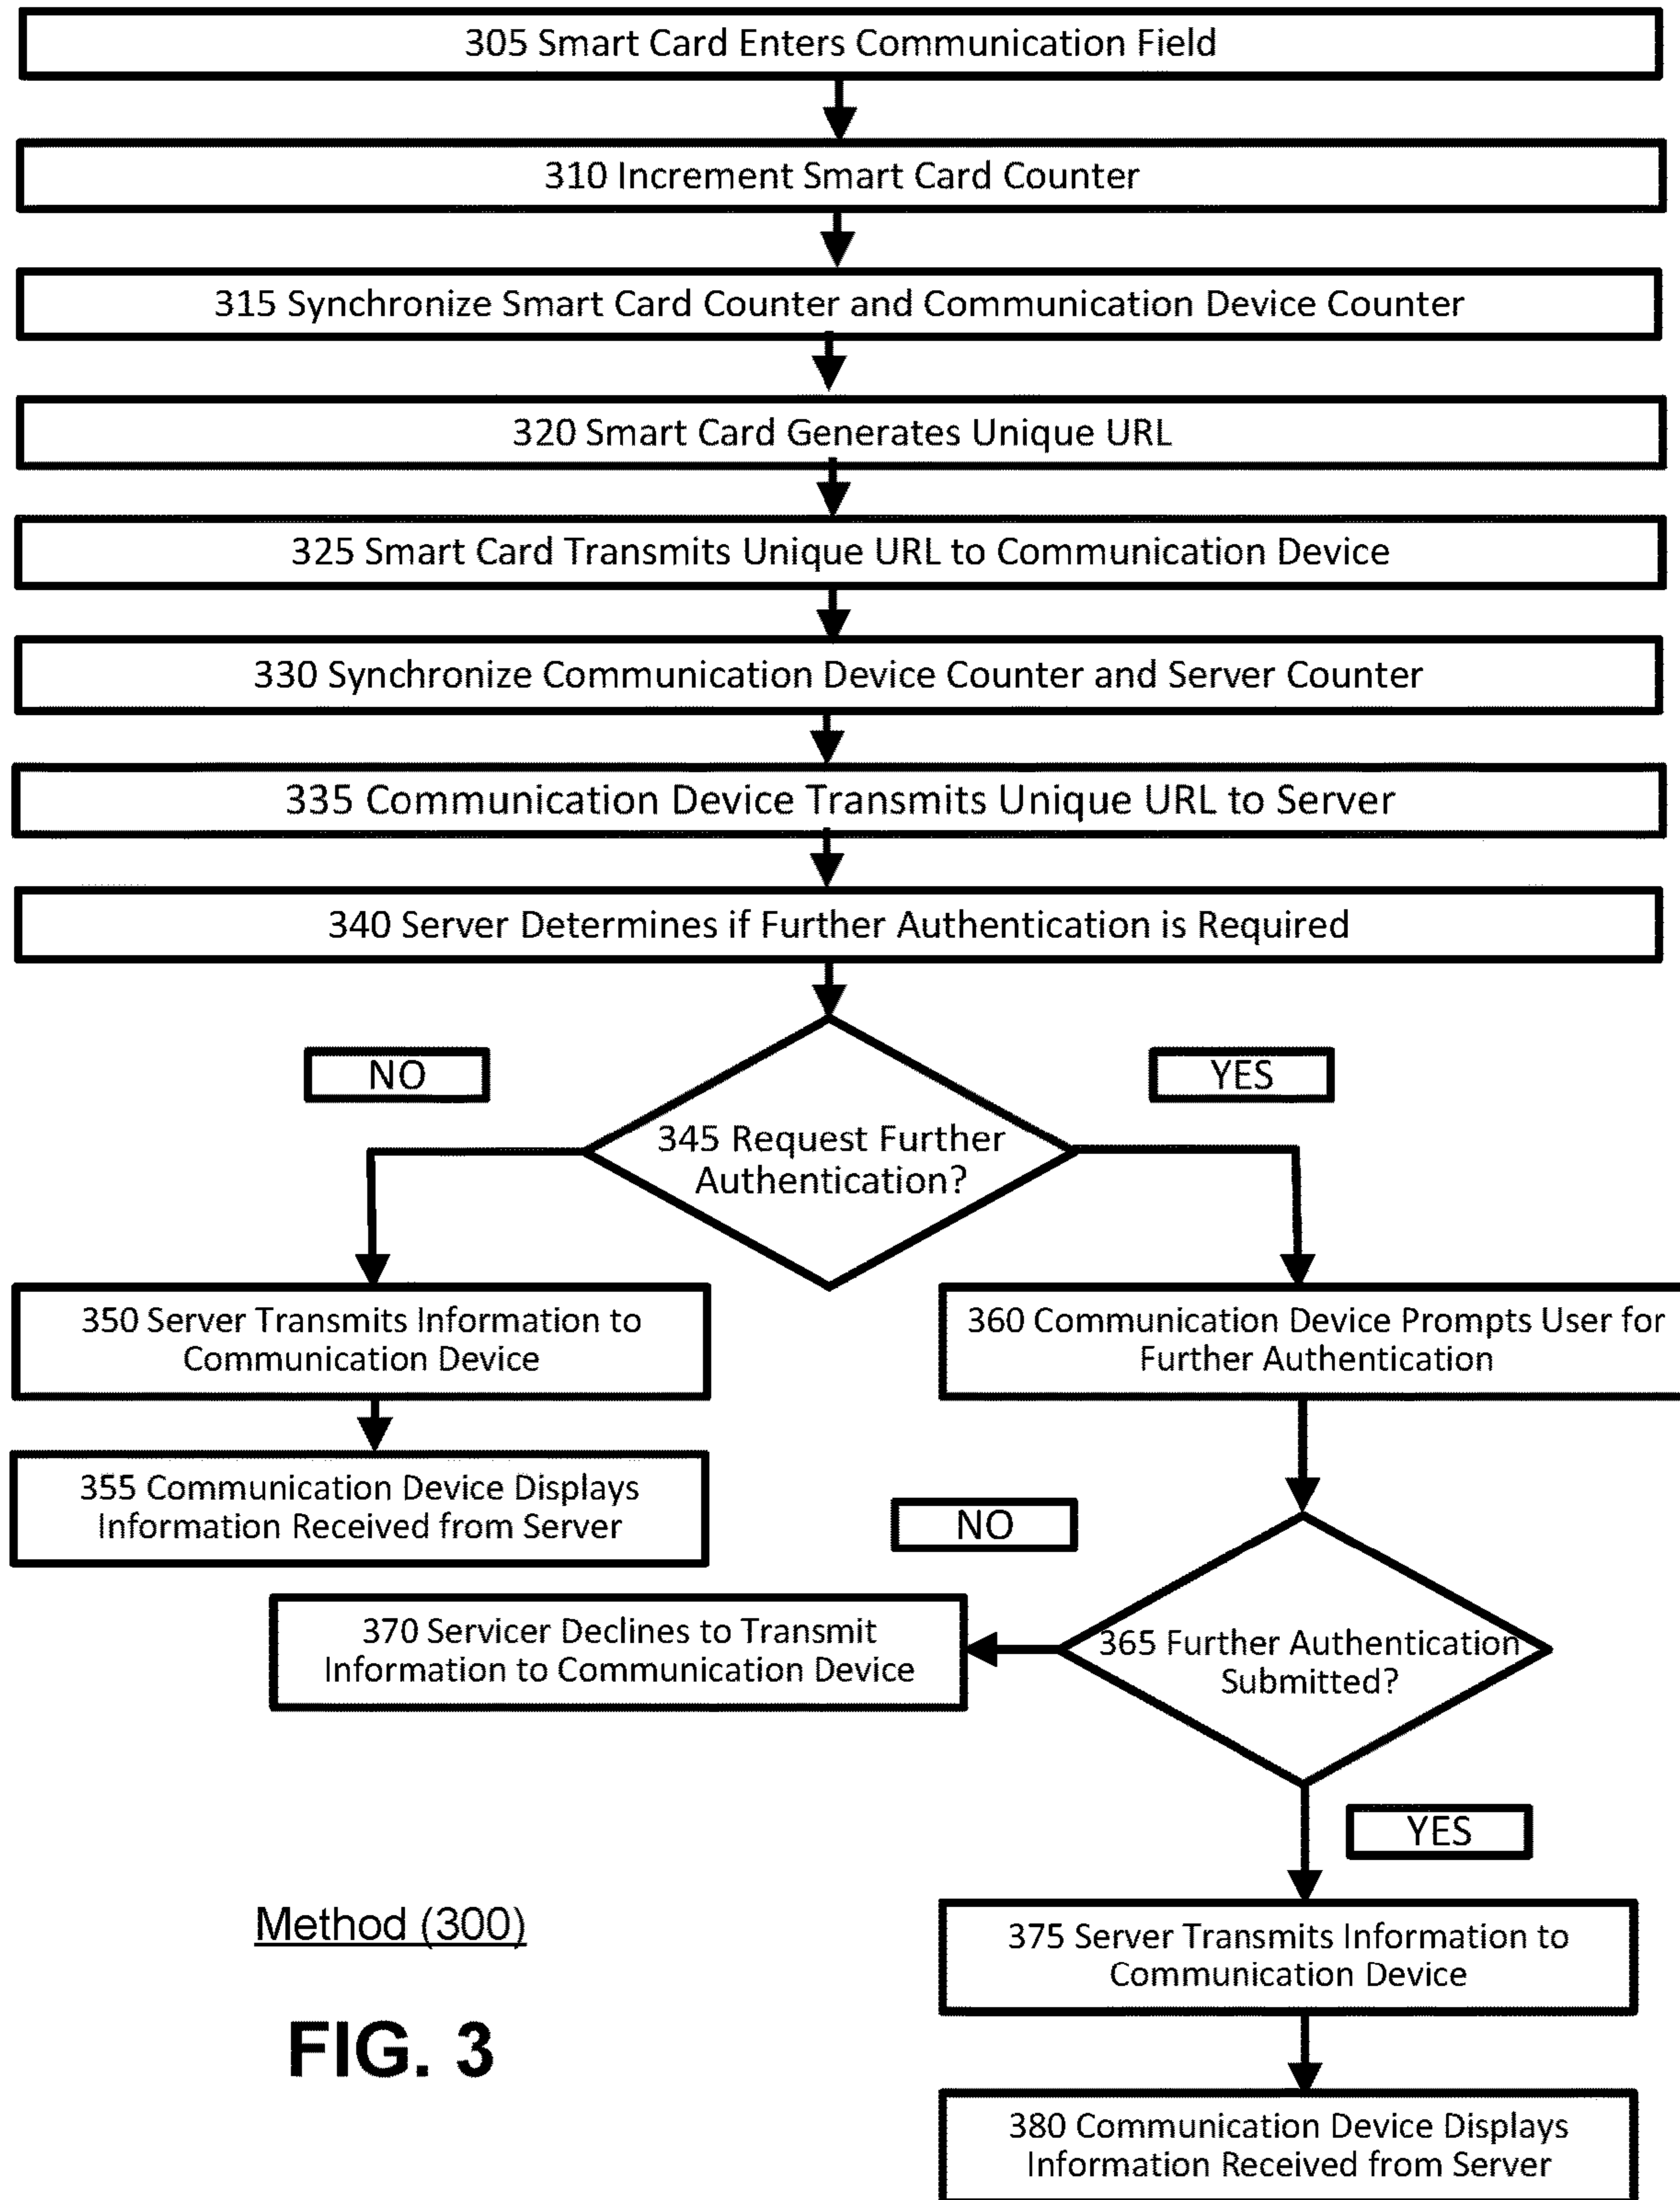 305 Smart Card Enters Communication Field
310 Increment Smart Card Counter
315 Synchronize Smart Card Counter and Communication Device Counter
320 Smart Card Generates Unique URL
325 Smart Card Transmits Unique URL to Communication Device
330 Synchronize Communication Device Counter and Server Counter
335 Communication Device Transmits Unique URL to Server
340 Server Determines if Further Authentication is Required
NO
YES
345 Request Further
Authentication?
350 Server Transmits Information to
Communication Device
360 Communication Device Prompts User for
Further Authentication
355 Communication Device Displays
Information Received from Server
NO
370 Servicer Declines to Transmit
Information to Communication Device
365 Further Authentication
Submitted?
YES
375 Server Transmits Information to
Communication Device
380 Communication Device Displays
Information Received from Server
Method (300)
FIG. 3